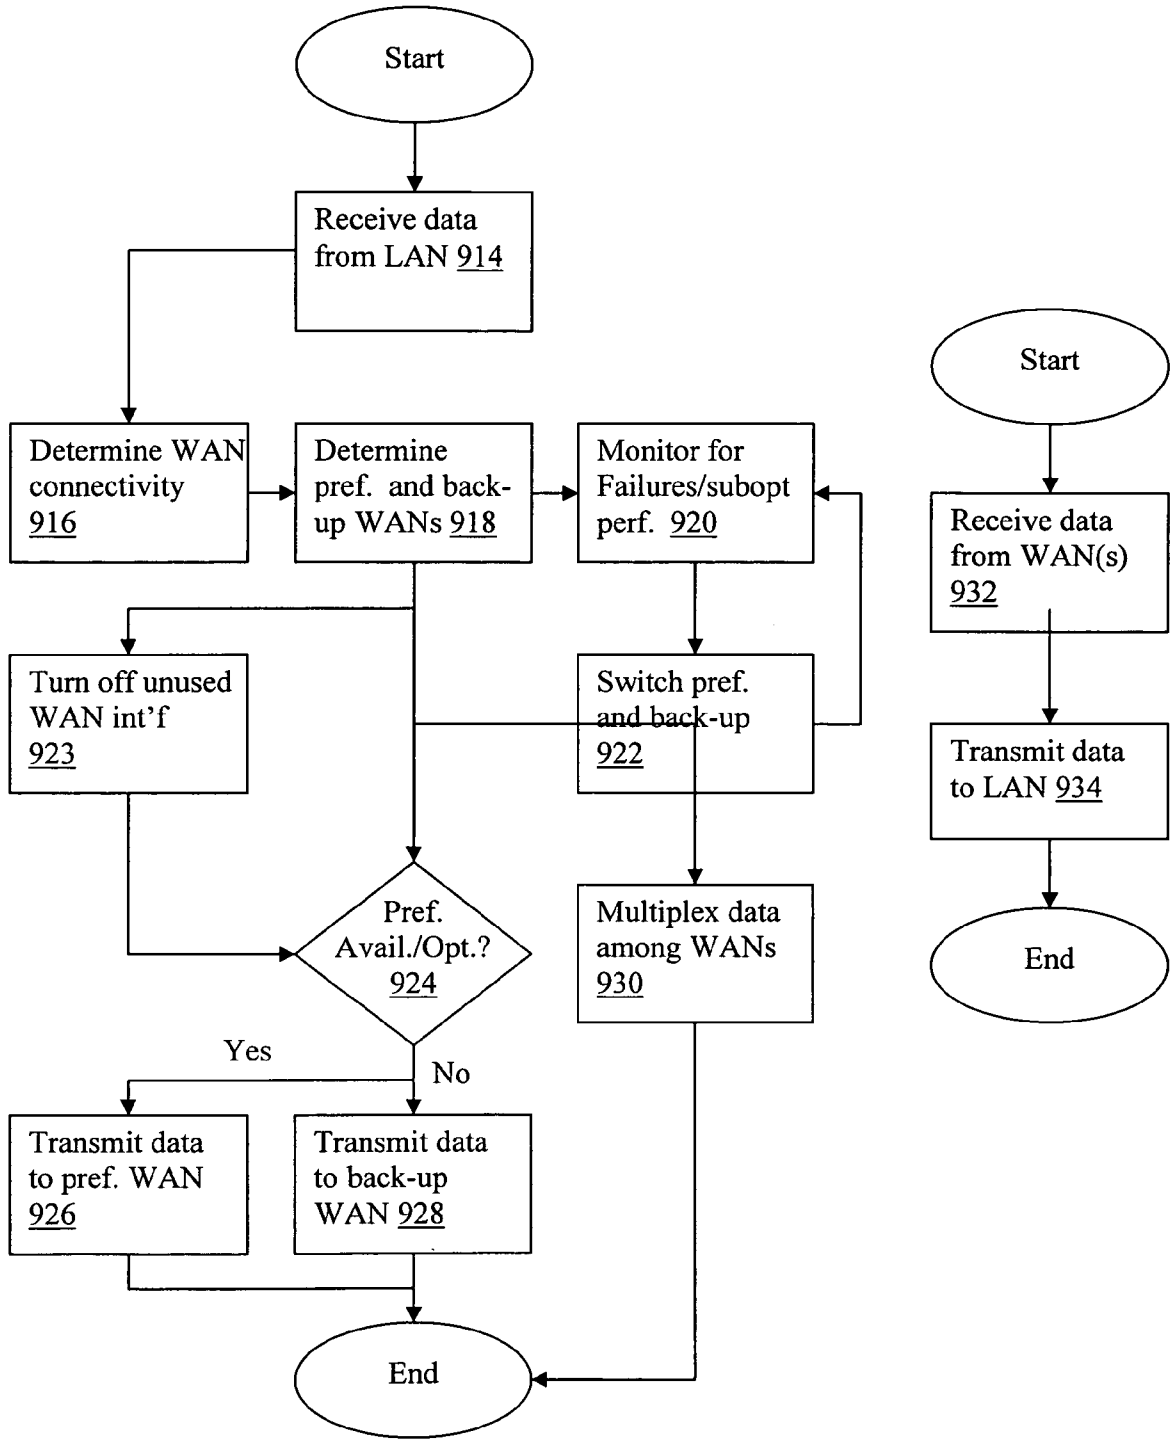 Start
Receive data
from LAN 914
Start
Determine WAN
connectivity
916
Determine
pref. and back-
up WANs 918
Monitor for
Failures/subopt
perf. 920
Receive data
from WAN(s)
932
Turn off unused
WAN int'f
923
Switch pref.
and back-up
922
Transmit data
to LAN 934
Pref.
Avail./Opt.?
924
Multiplex data
among WANs
930
End
Yes
No
Transmit data
to pref. WAN
926
Transmit data
to back-up
WAN 928
End